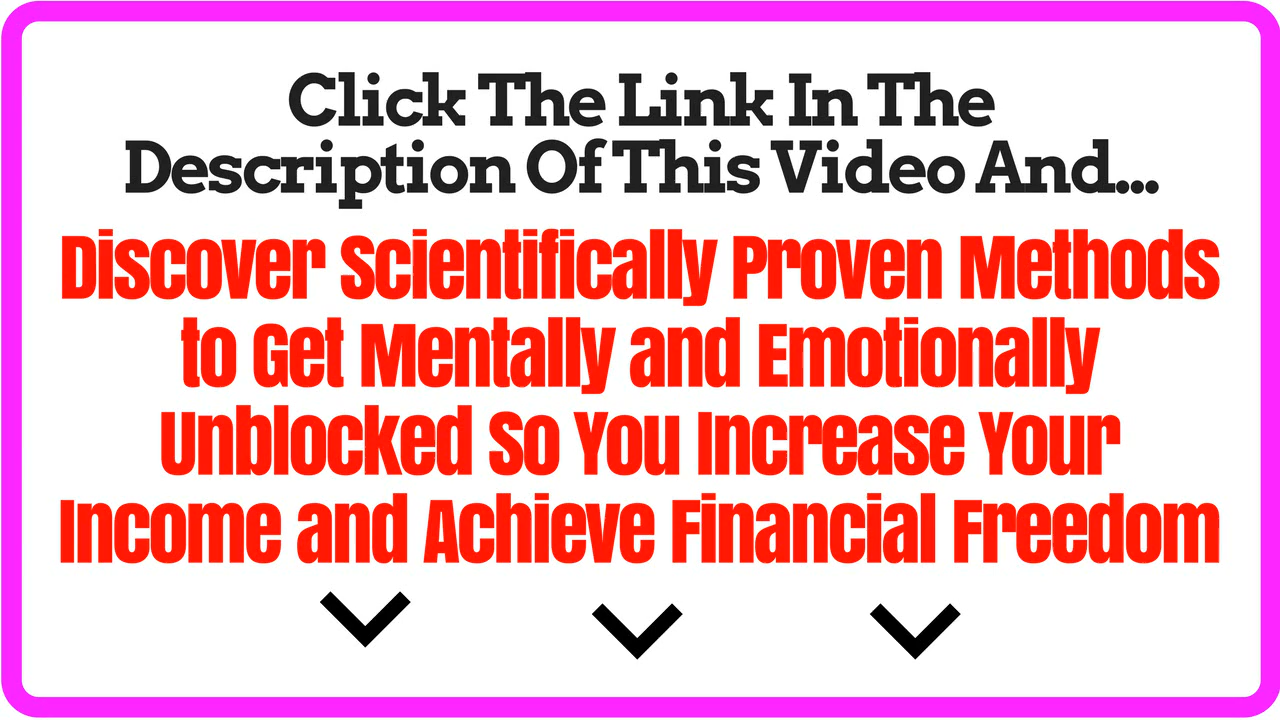 Click The Link In The
Description Of This Video And...
Discover Scientifically Proven Methods
to Get Mentally and Emotionally
Unblocked So You Increase Your
Income and Achieve Financial Freedom